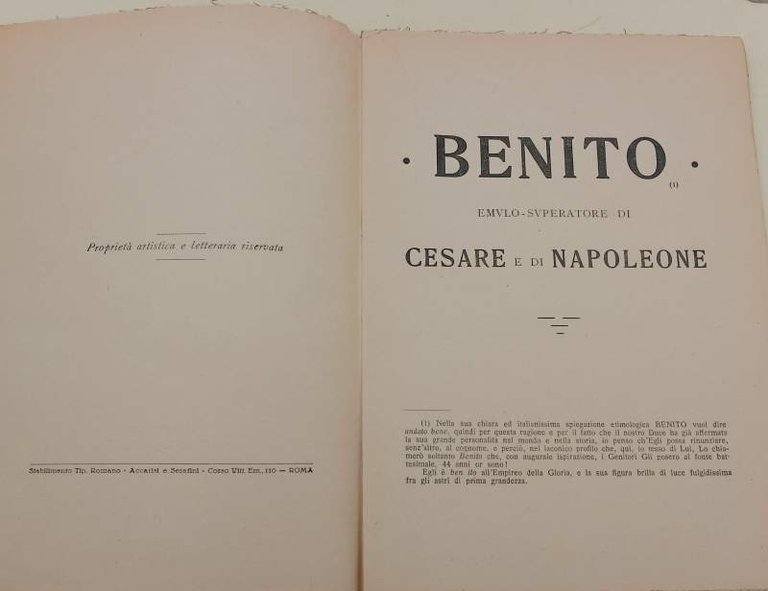 Proprietà artistica e letteraria riservata
Stabilimento Tip. Romano - Accaristi e Serafini - Corso Vitt. Em., 110 — ROMA
· BENITO ·
(1)
EMVLO-SVPERATORE DI
CESARE E DI NAPOLEONE
(1) Nella sua chiara ed italianissima spiegazione etimologica BENITO vuol dire
andato bene, quindi per questa ragione e per il fatto che il nostro Duce ha già affermata
la sua grande personalità nel mondo e nella storia, io penso ch'Egli possa rinunziare,
senz'altro, al cognome, e perciò, nel laconico profilo che, qui, io tesso di Lui, Lo chia-
merò soltanto Benito che, con augurale ispirazione, i Genitori Gli posero al fonte bat-
tesimale, 44 anni or sono!
Egli è ben ito all'Empireo della Gloria, e la sua figura brilla di luce fulgidissima
fra gli astri di prima grandezza.